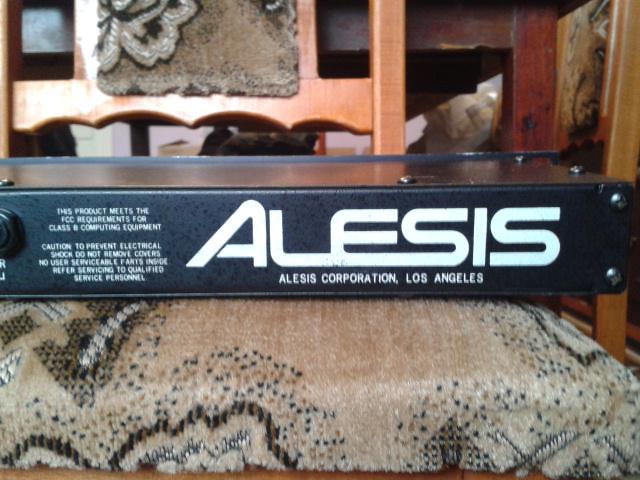 THIS PRODUCT MEETS THE
FCC REQUIREMENTS FOR
CLASS B COMPUTING EQUIPMENT
CAUTION: TO PREVENT ELECTRICAL
SHOCK DO NOT REMOVE COVERS
NO USER SERVICEABLE PARTS INSIDE
REFER SERVICING TO QUALIFIED
SERVICE PERSONNEL
ALESIS
ALESIS CORPORATION, LOS ANGELES